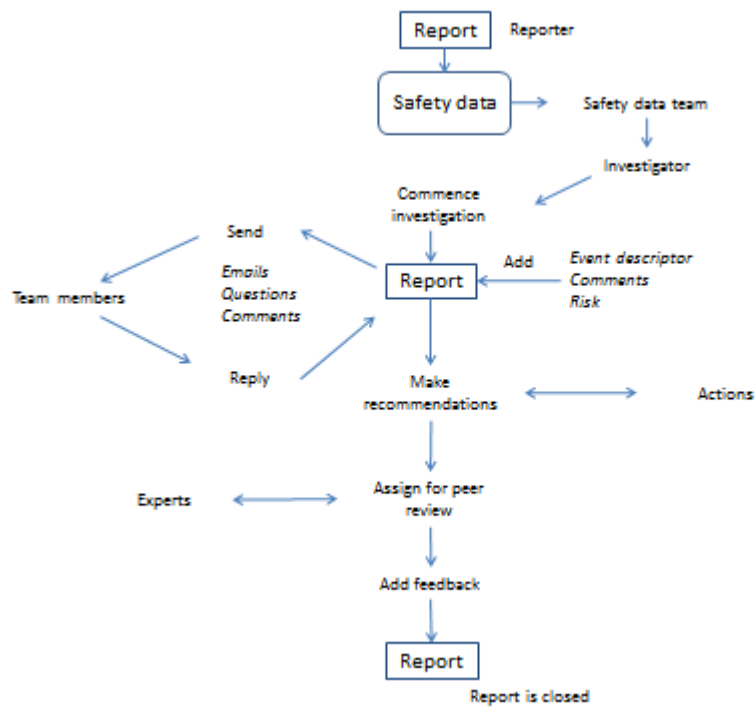 Report
Reporter
Safety data
Safety data team
Investigator
Commence
investigation
Send
Report
Add
Event descriptor
Comments
Risk
Emails
Questions
Comments
Team members
Reply
Make
recommendations
Actions
Experts
Assign for peer
review
Add feedback
Report
Report is closed